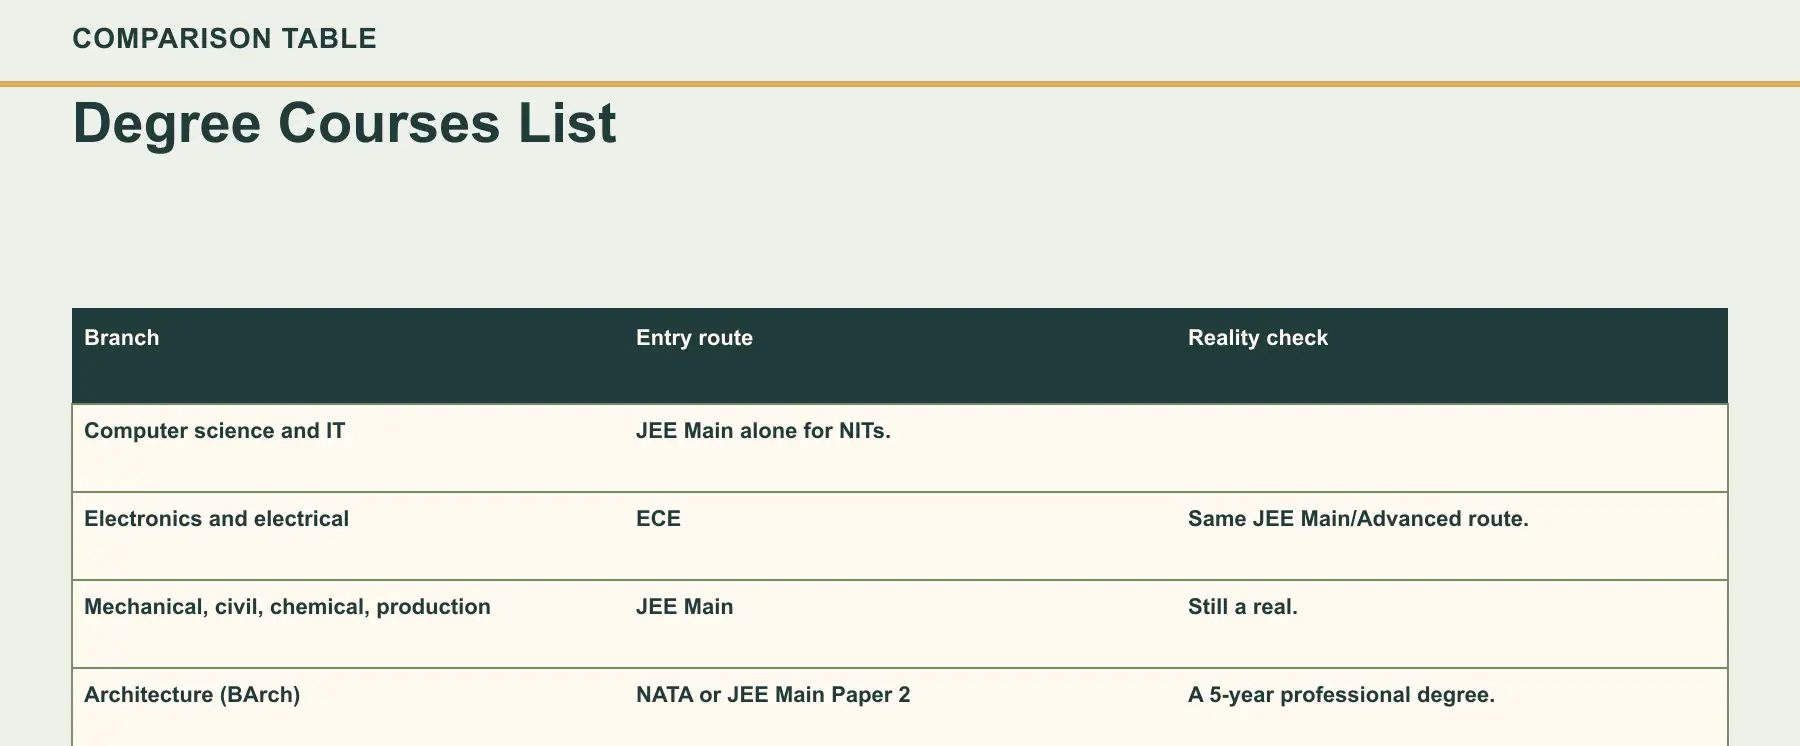 COMPARISON TABLE
Degree Courses List
Branch Entry route Reality check
Computer science and IT JEE Main alone for NITs.
Electronics and electrical ECE Same JEE Main/Advanced route.
Mechanical, civil, chemical, production JEE Main Still a real.
Architecture (BArch) NATA or JEE Main Paper 2 A 5-year professional degree.